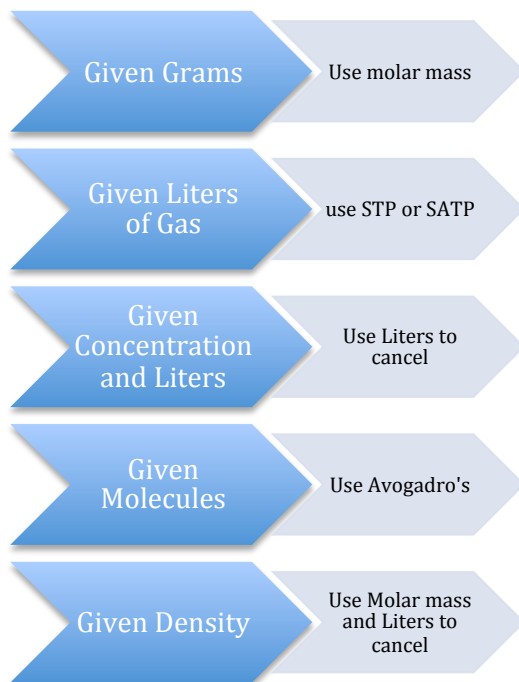 Given Grams
Use molar mass
Given Liters
of Gas
use STP or SATP
Given
Concentration
and Liters
Use Liters to
cancel
Given
Molecules
Use Avogadro's
Given Density
Use Molar mass
and Liters to
cancel